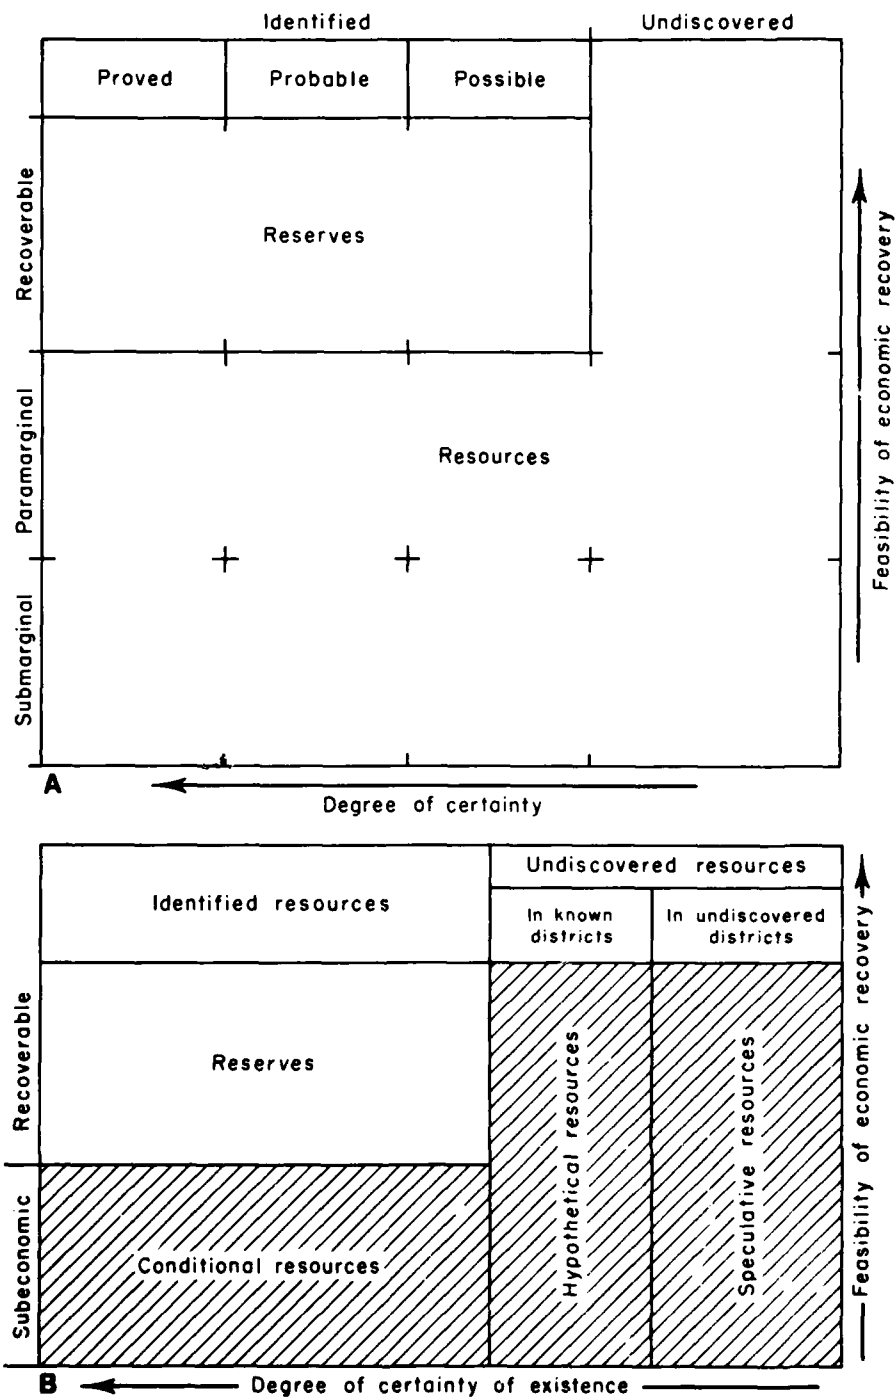 Identified
Undiscovered
Proved
Probable
Possible
Recoverable
Reserves
Paramarginal
Resources
Submarginal
Feasibility of economic recovery
A
Degree of certainty
Identified resources
Undiscovered resources
In known
districts
In undiscovered
districts
Recoverable
Reserves
Subeconomic
Conditional resources
Hypothetical resources
Speculative resources
Feasibility of economic recovery
B
Degree of certainty of existence